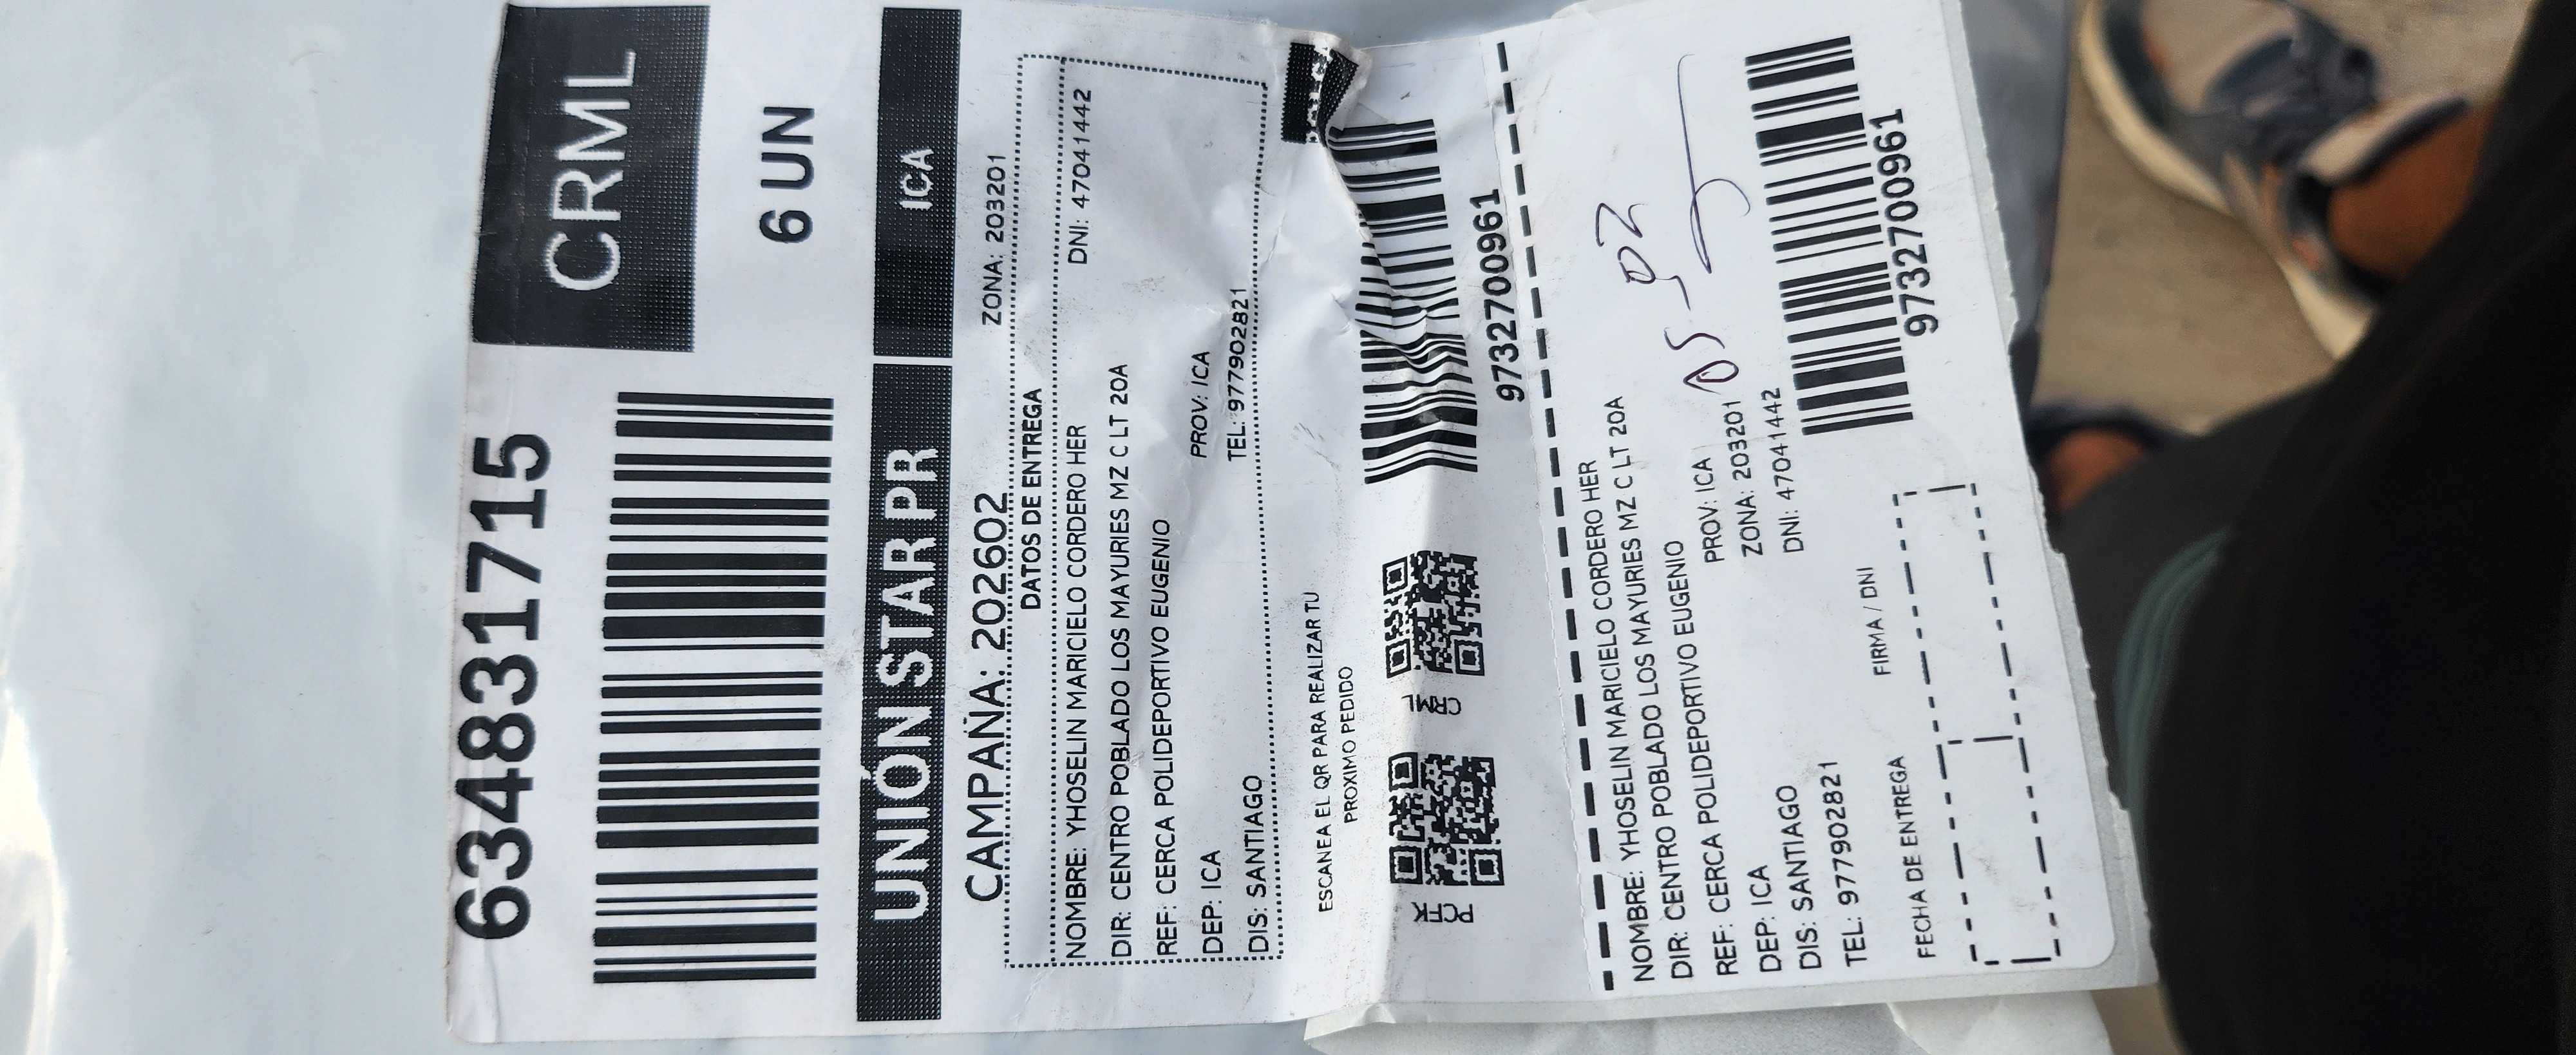 634831715
CRML
6 UN
UNIÓN STAR PR
ICA
CAMPAÑA: 202602
ZONA: 203201
DATOS DE ENTREGA
NOMBRE: YHOSELIN MARICIELO CORDERO HER
DNI: 47041442
DIR: CENTRO POBLADO LOS MAYURIES MZ C LT 20A
REF: CERCA POLIDEPORTIVO EUGENIO
DEP: ICA
PROV: ICA
DIS: SANTIAGO
TEL: 977902821
ESCANEA EL QR PARA REALIZAR TU
PROXIMO PEDIDO
PCFK
CRML
9732700961
NOMBRE: YHOSELIN MARICIELO CORDERO HER
DIR: CENTRO POBLADO LOS MAYURIES MZ C LT 20A
REF: CERCA POLIDEPORTIVO EUGENIO
DEP: ICA
PROV: ICA
DIS: SANTIAGO
ZONA: 203201
TEL: 977902821
DNI: 47041442
FECHA DE ENTREGA
FIRMA / DNI
9732700961